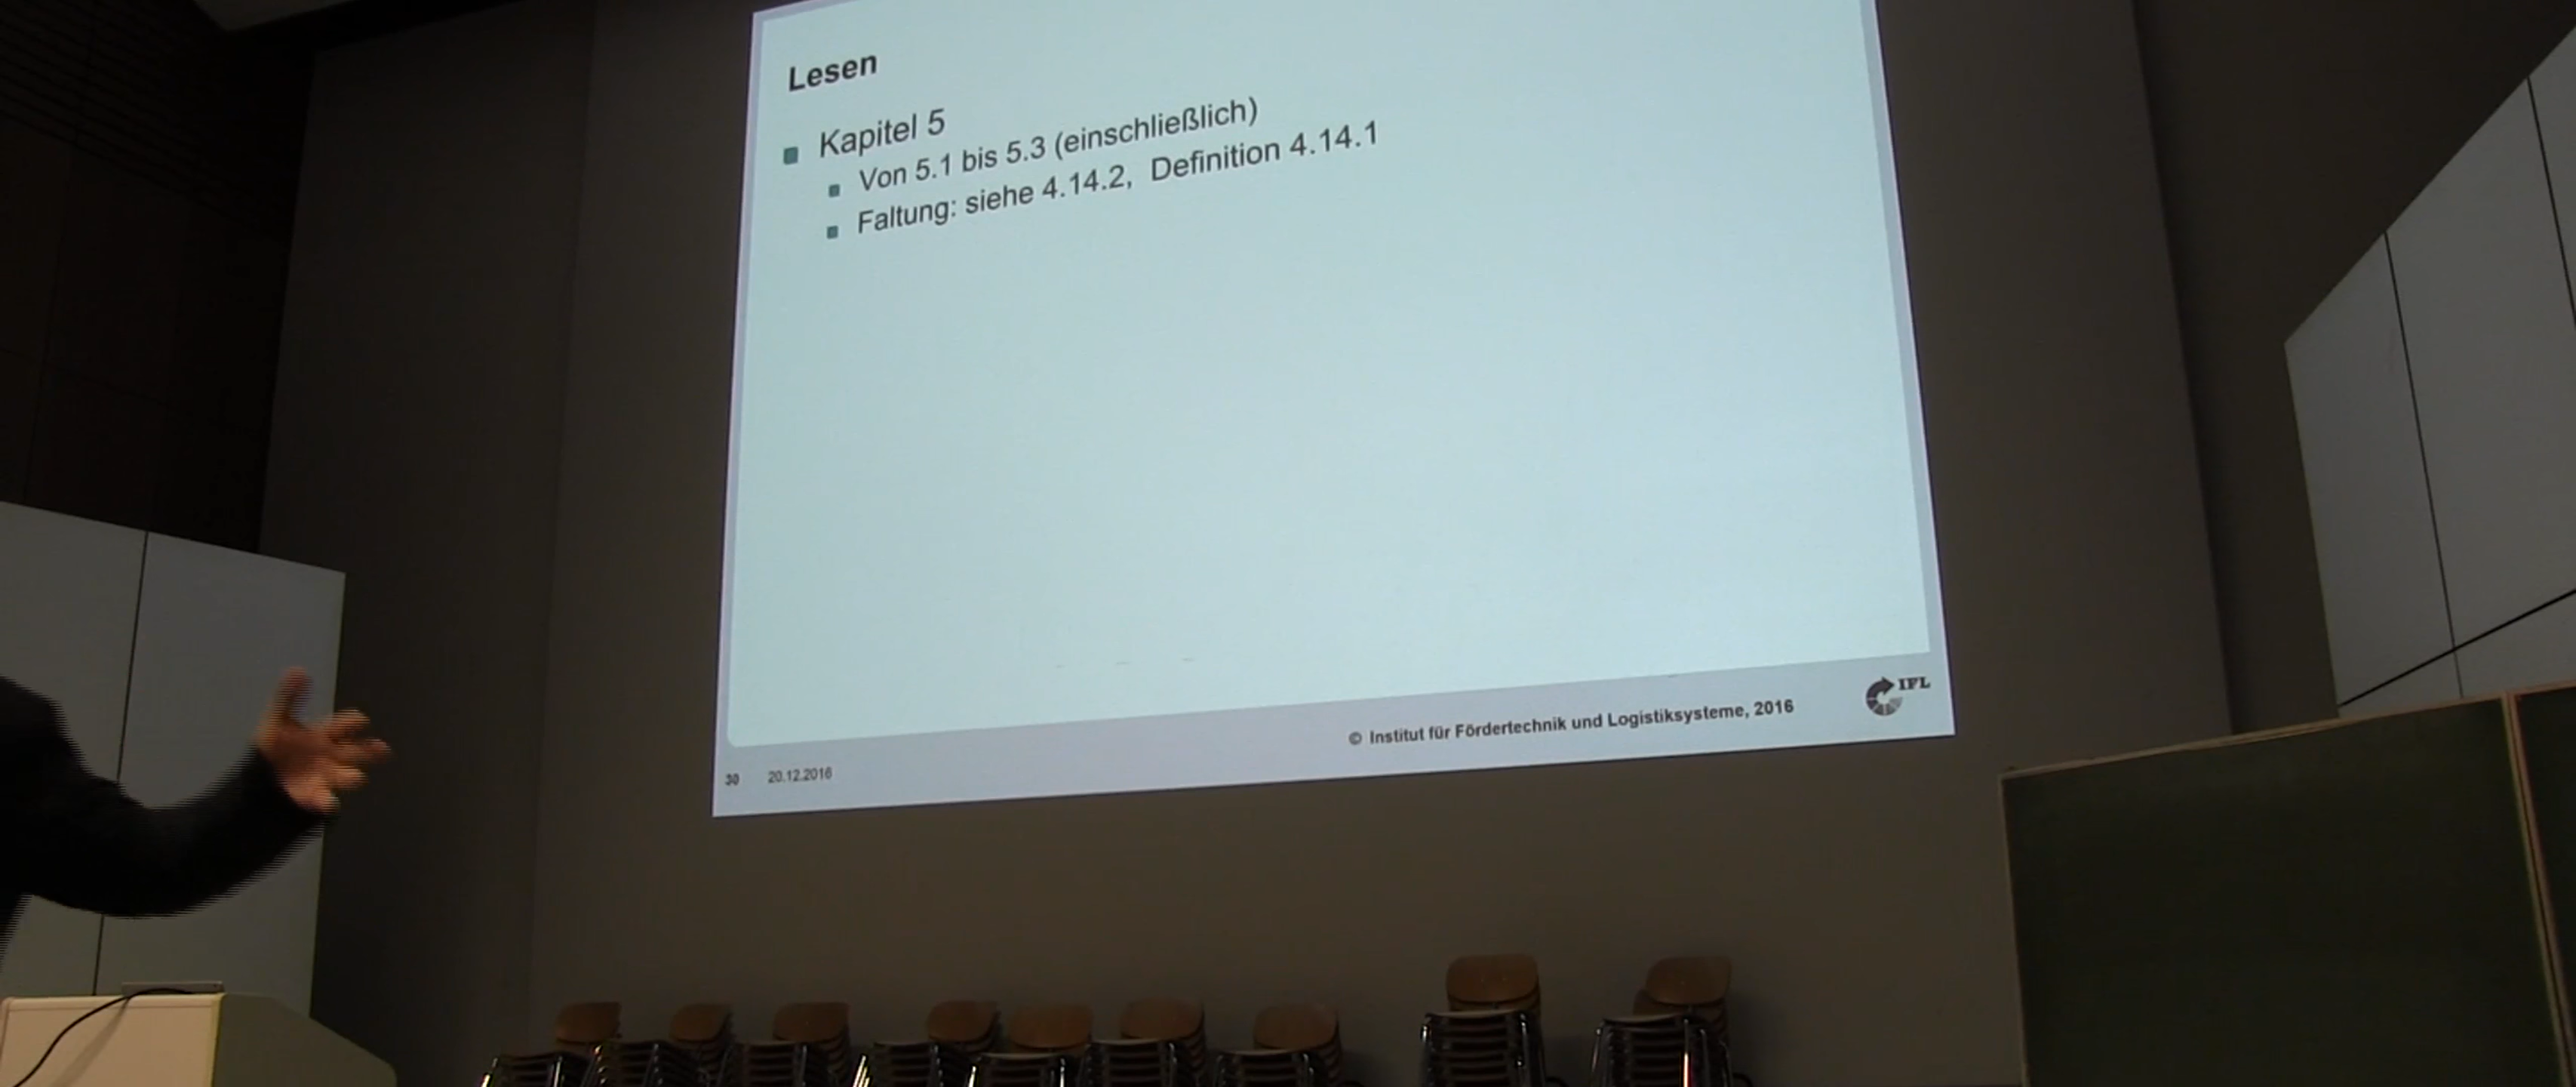 Lesen
Kapitel 5
Von 5.1 bis 5.3 (einschließlich)
Faltung: siehe 4.14.2, Definition 4.14.1
© Institut für Fördertechnik und Logistiksysteme, 2016
IFL
30 20.12.2016